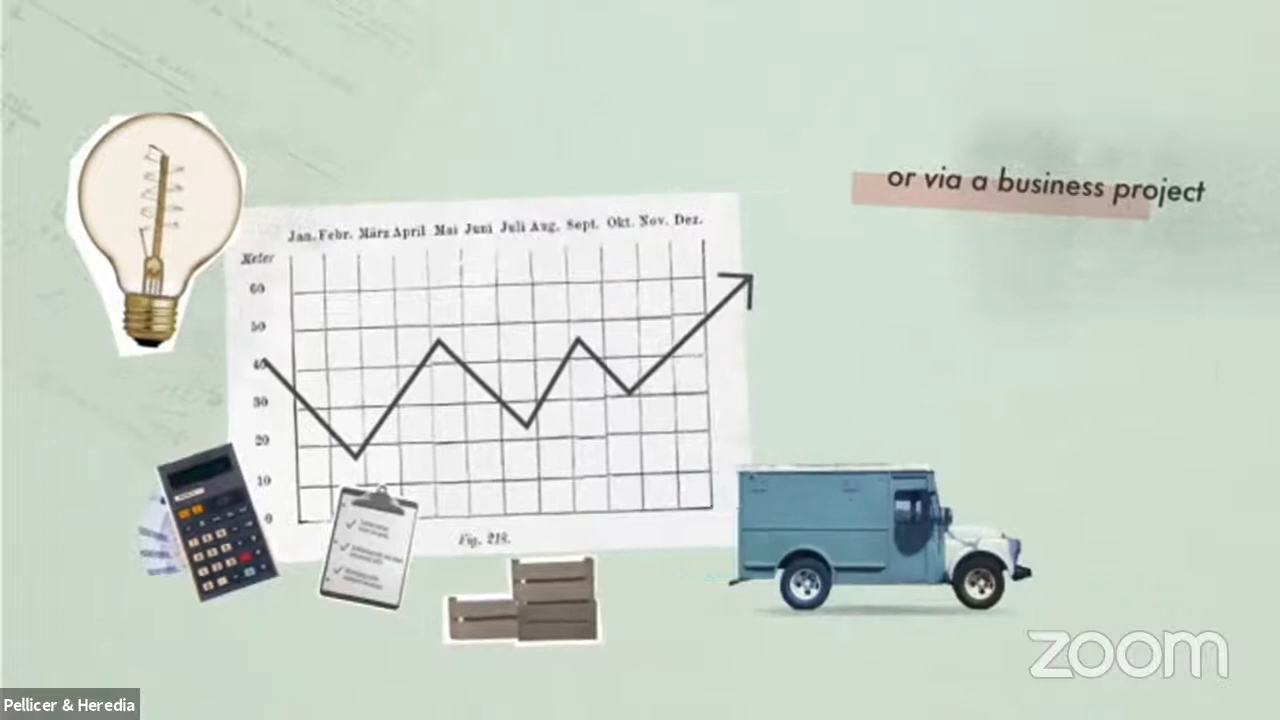 or via a business project
Jan. Febr. März April Mai Juni Juli Aug. Sept. Okt. Nov. Dez.
Meter
60
50
40
30
20
10
0
Fig. 218.
zoom
Pellicer & Heredia